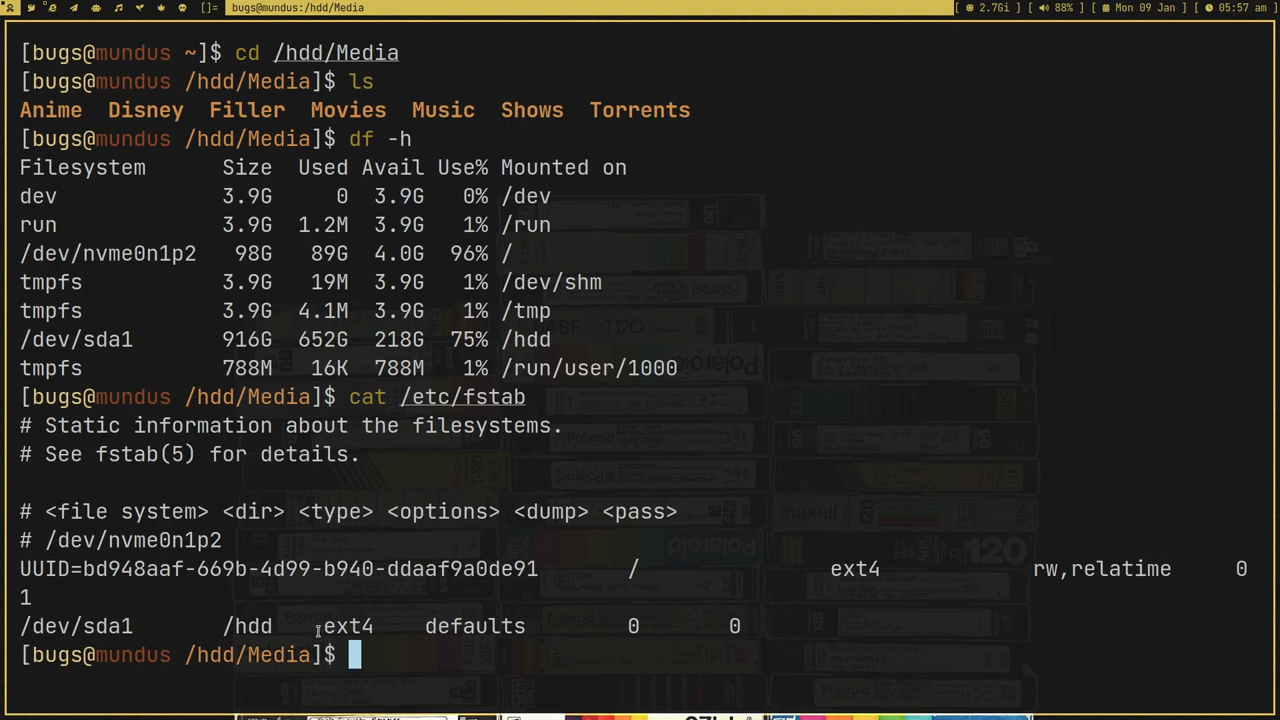 []= bugs@mundus:/hdd/Media [ 2.7Gi ] [ 88% ] [ Mon 09 Jan ] [ 05:57 am ]
[bugs@mundus ~]$ cd /hdd/Media
[bugs@mundus /hdd/Media]$ ls
Anime Disney Filler Movies Music Shows Torrents
[bugs@mundus /hdd/Media]$ df -h
Filesystem Size Used Avail Use% Mounted on
dev 3.9G 0 3.9G 0% /dev
run 3.9G 1.2M 3.9G 1% /run
/dev/nvme0n1p2 98G 89G 4.0G 96% /
tmpfs 3.9G 19M 3.9G 1% /dev/shm
tmpfs 3.9G 4.1M 3.9G 1% /tmp
/dev/sda1 916G 652G 218G 75% /hdd
tmpfs 788M 16K 788M 1% /run/user/1000
[bugs@mundus /hdd/Media]$ cat /etc/fstab
# Static information about the filesystems.
# See fstab(5) for details.
# <file system> <dir> <type> <options> <dump> <pass>
# /dev/nvme0n1p2
UUID=bd948aaf-669b-4d99-b940-ddaaf9a0de91 / ext4 rw,relatime 0
1
/dev/sda1 /hdd ext4 defaults 0 0
[bugs@mundus /hdd/Media]$